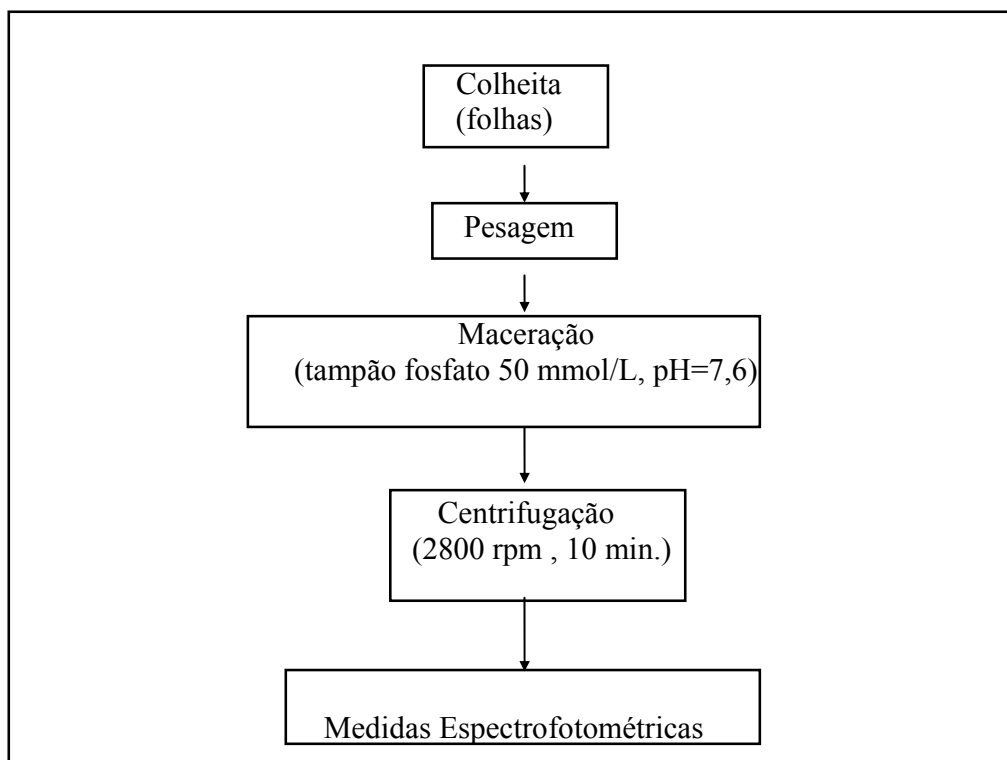 Colheita
(folhas)
Pesagem
Maceração
(tampão fosfato 50 mmol/L, pH=7,6)
Centrifugação
(2800 rpm , 10 min.)
Medidas Espectrofotométricas